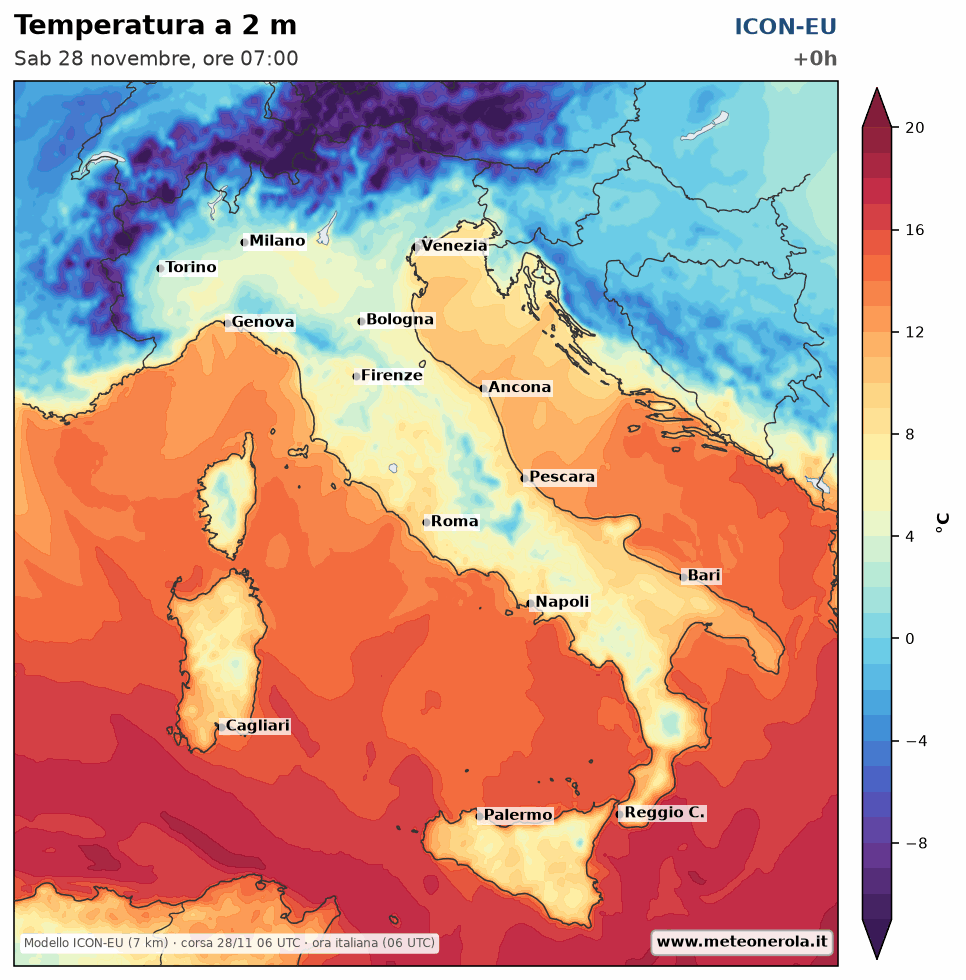 Temperatura a 2 m
ICON-EU
Sab 28 novembre, ore 07:00
+0h
20
16
12
8
4
0
−4
−8
°C
Milano
Venezia
Torino
Genova
Bologna
Firenze
Ancona
Pescara
Roma
Bari
Napoli
Cagliari
Palermo
Reggio C.
Modello ICON-EU (7 km) · corsa 28/11 06 UTC · ora italiana (06 UTC)
www.meteonerola.it